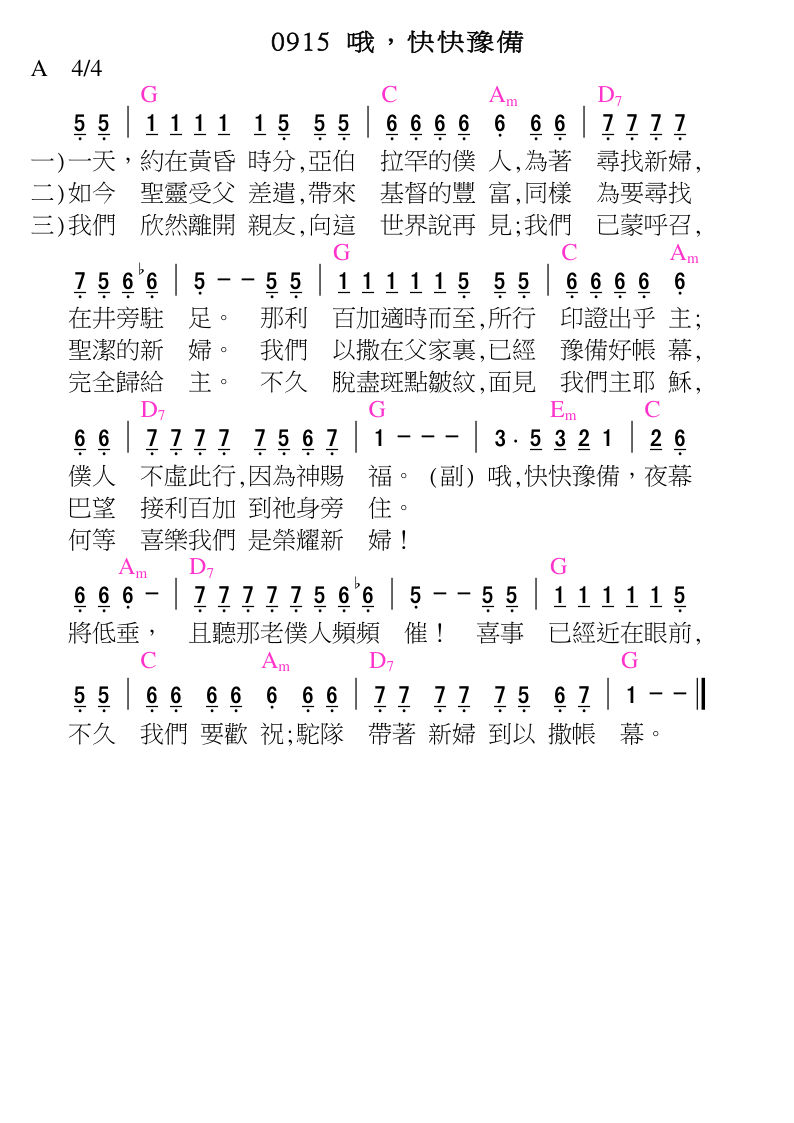 0915 哦，快快豫備
A 4/4
G C Am D7
5 5 | 1 1 1 1 1 5 5 5 | 6 6 6 6 6 6 6 | 7 7 7 7
一)一天，約在黃昏 時分,亞伯 拉罕的僕 人,為著 尋找新婦,
二)如今 聖靈受父 差遣,帶來 基督的豐 富,同樣 為要尋找
三)我們 欣然離開 親友,向這 世界說再 見;我們 已蒙呼召,
G C Am
7 5 6 ♭6 | 5 - - 5 5 | 1 1 1 1 1 5 5 5 | 6 6 6 6 6
在井旁駐 足。 那利 百加適時而至,所行 印證出乎 主;
聖潔的新 婦。 我們 以撒在父家裏,已經 豫備好帳 幕,
完全歸給 主。 不久 脫盡斑點皺紋,面見 我們主耶 穌,
D7 G Em C
6 6 | 7 7 7 7 7 5 6 7 | 1 - - - | 3 . 5 3 2 1 | 2 6
僕人 不虛此行,因為神賜 福。 (副) 哦,快快豫備，夜幕
巴望 接利百加 到祂身旁 住。
何等 喜樂我們 是榮耀新 婦！
Am D7 G
6 6 6 - | 7 7 7 7 7 5 6 ♭6 | 5 - - 5 5 | 1 1 1 1 1 5
將低垂， 且聽那老僕人頻頻 催！ 喜事 已經近在眼前,
C Am D7 G
5 5 | 6 6 6 6 6 6 6 | 7 7 7 7 7 5 6 7 | 1 - - ‖
不久 我們 要歡 祝;駝隊 帶著 新婦 到以 撒帳 幕。